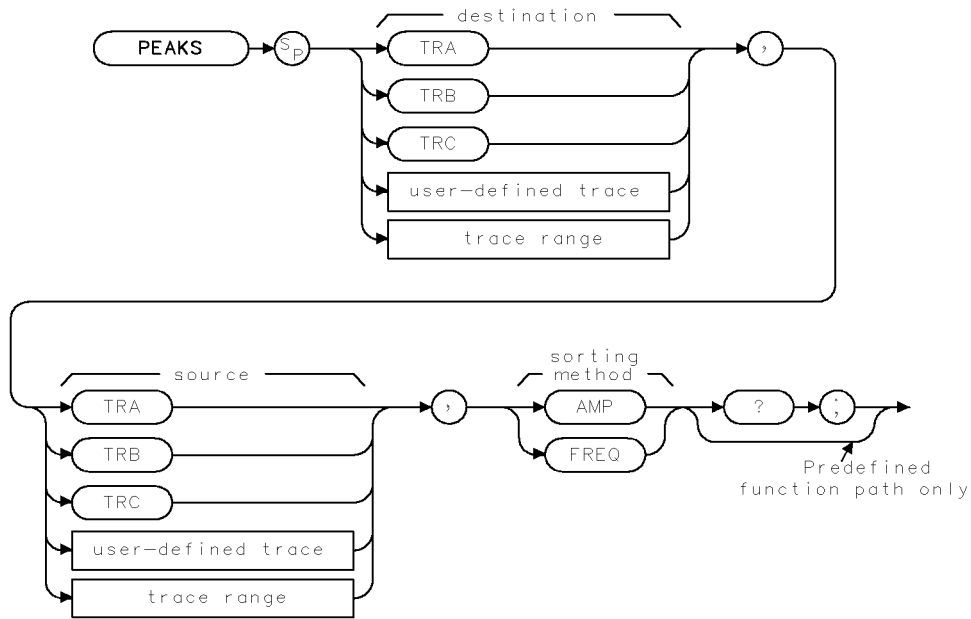 destination
PEAKS SP TRA ,
TRB
TRC
user–defined trace
trace range
source
sorting
method
TRA , AMP ? ;
TRB FREQ
Predefined
function path only
TRC
user–defined trace
trace range